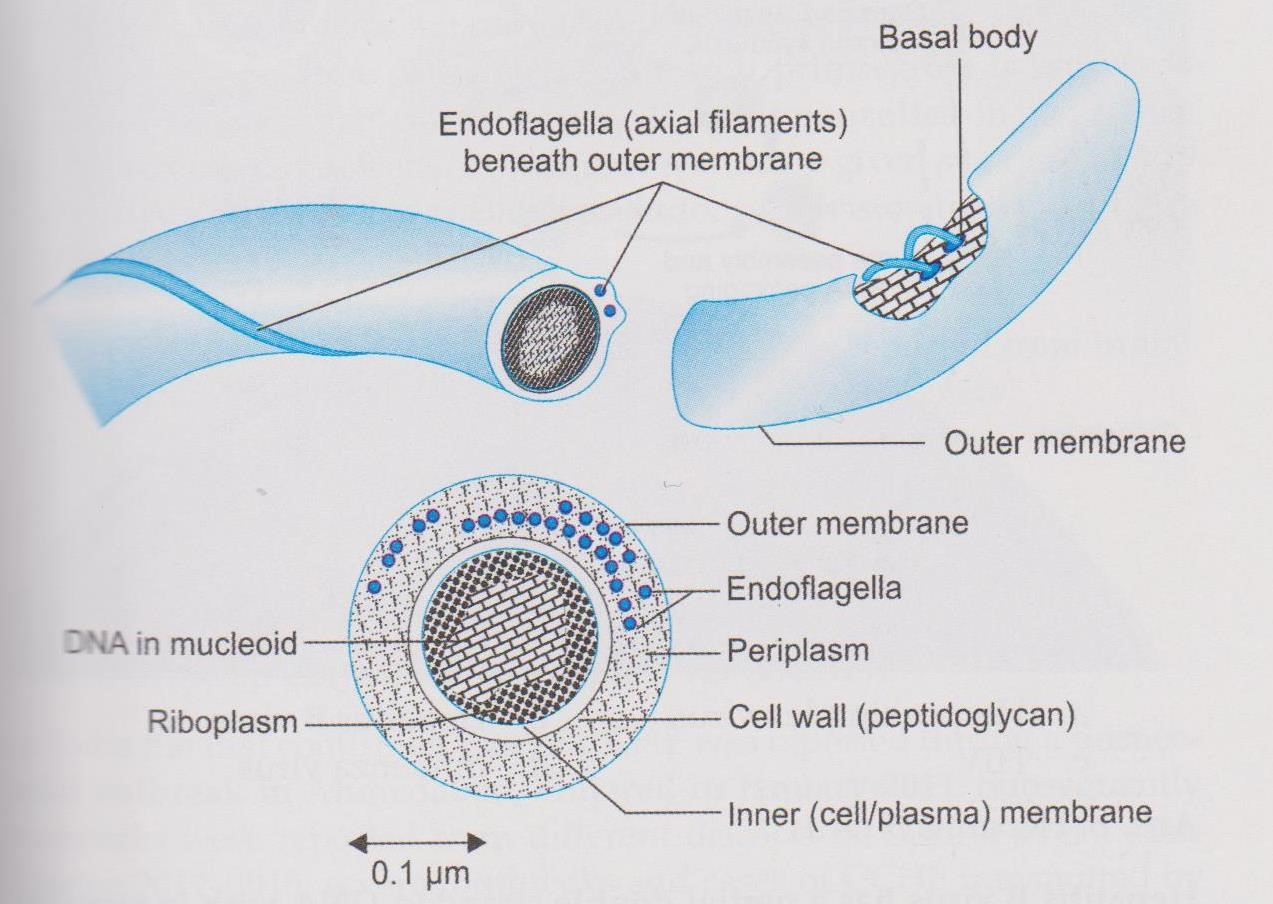 Basal body
Endoflagella (axial filaments)
beneath outer membrane
Outer membrane
Outer membrane
Endoflagella
DNA in mucleoid
Periplasm
Riboplasm
Cell wall (peptidoglycan)
Inner (cell/plasma) membrane
0.1 µm